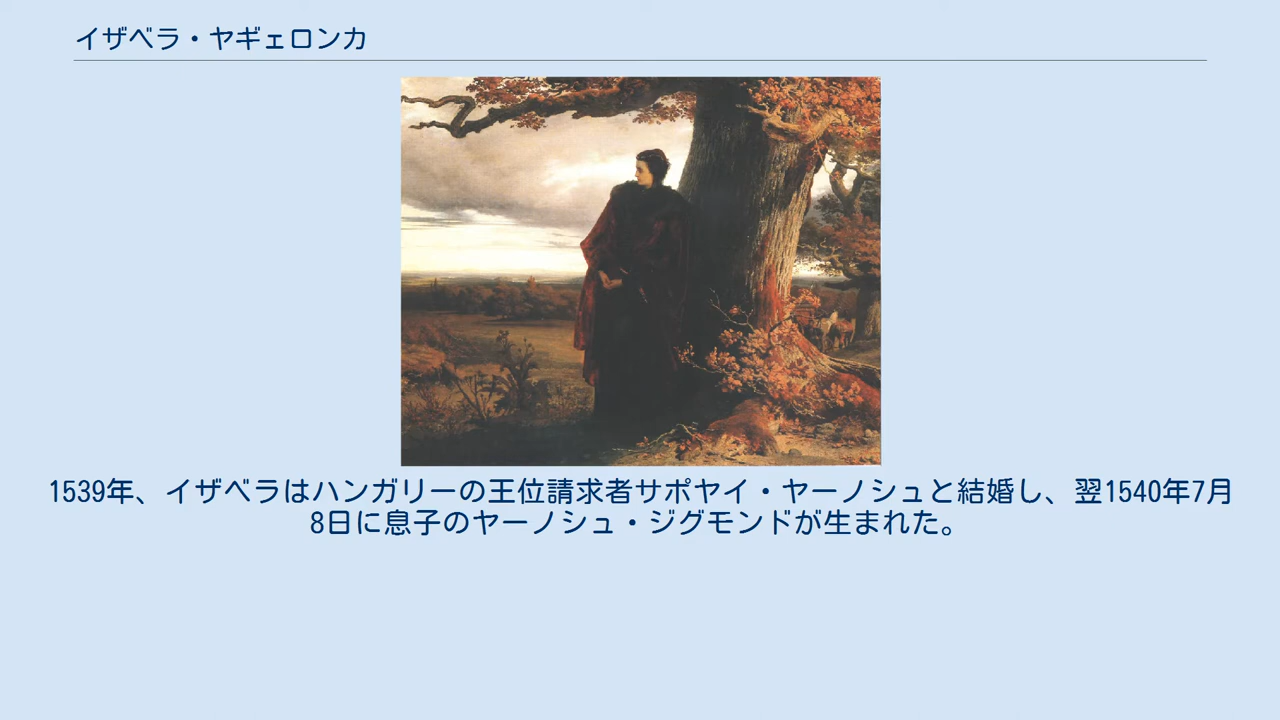 イザベラ・ヤギェロンカ
1539年、イザベラはハンガリーの王位請求者サポヤイ・ヤーノシュと結婚し、翌1540年7月
8日に息子のヤーノシュ・ジグモンドが生まれた。